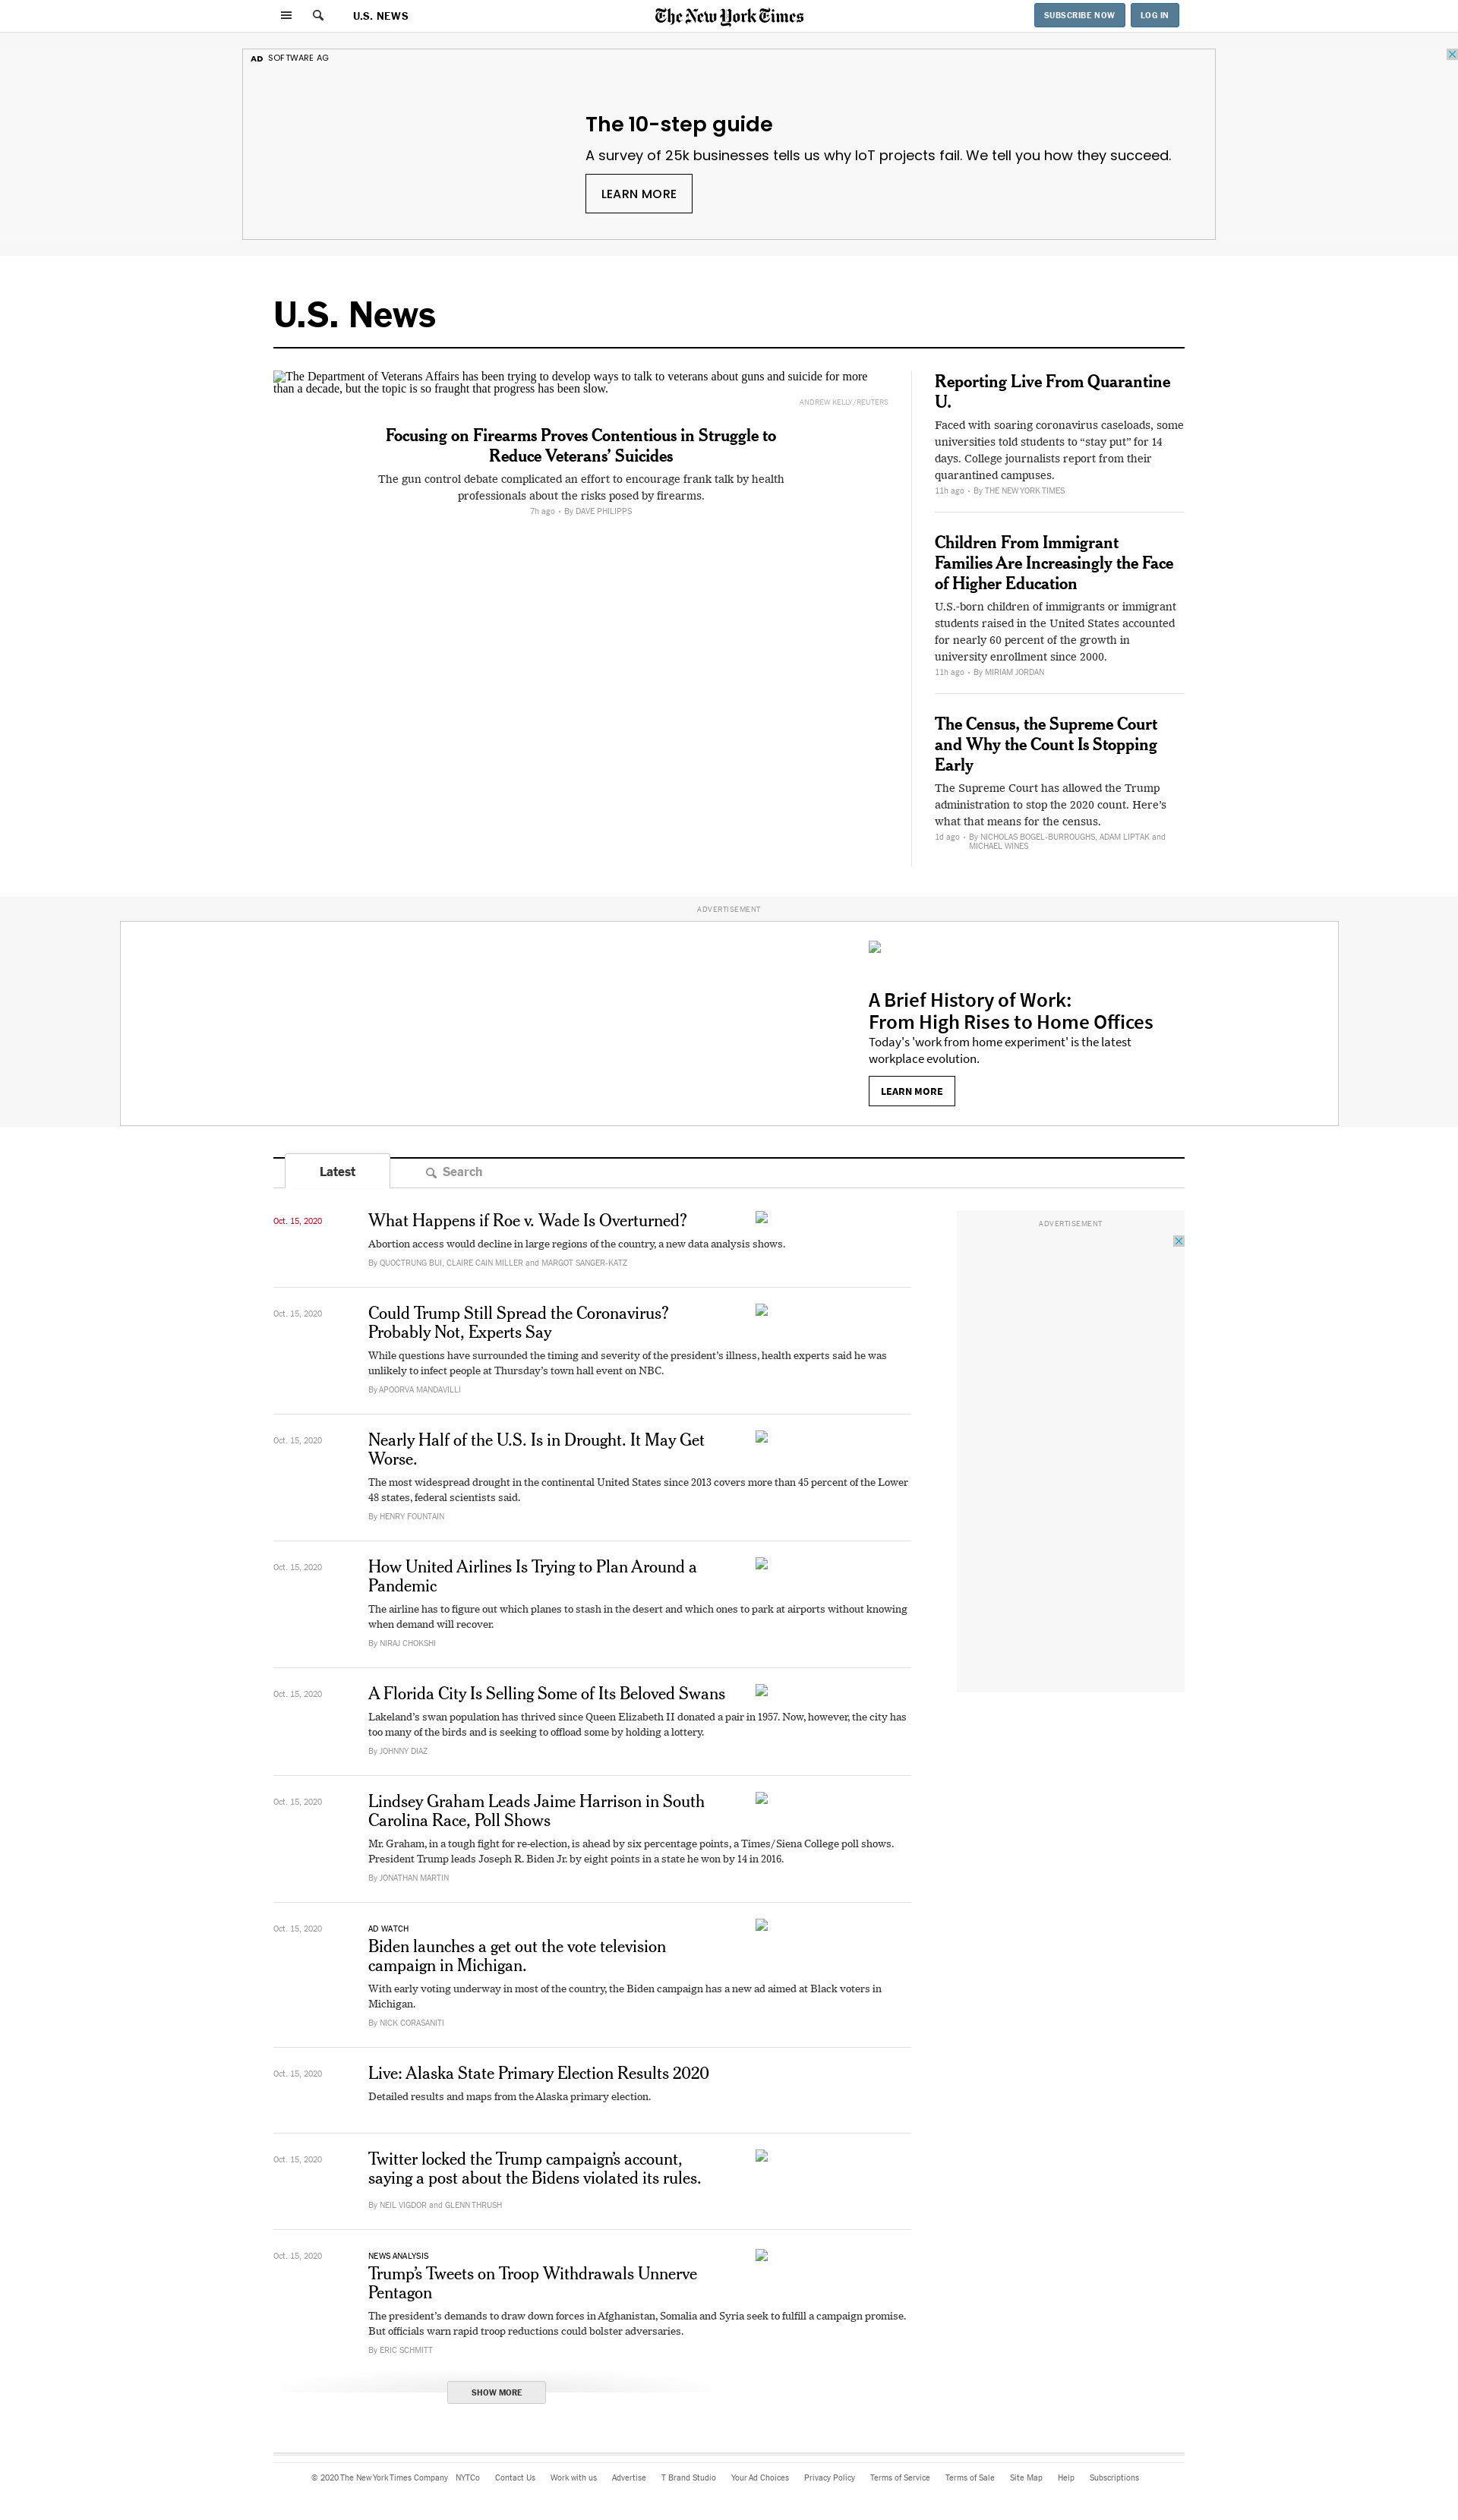 U.S. NEWS
The New York Times
SUBSCRIBE NOW
LOG IN
AD SOFTWARE AG
The 10-step guide
A survey of 25k businesses tells us why IoT projects fail. We tell you how they succeed.
LEARN MORE
U.S. News
The Department of Veterans Affairs has been trying to develop ways to talk to veterans about guns and suicide for more
than a decade, but the topic is so fraught that progress has been slow.
ANDREW KELLY/REUTERS
Focusing on Firearms Proves Contentious in Struggle to
Reduce Veterans’ Suicides
The gun control debate complicated an effort to encourage frank talk by health
professionals about the risks posed by firearms.
7h ago • By DAVE PHILIPPS
Reporting Live From Quarantine
U.
Faced with soaring coronavirus caseloads, some
universities told students to “stay put” for 14
days. College journalists report from their
quarantined campuses.
11h ago • By THE NEW YORK TIMES
Children From Immigrant
Families Are Increasingly the Face
of Higher Education
U.S.-born children of immigrants or immigrant
students raised in the United States accounted
for nearly 60 percent of the growth in
university enrollment since 2000.
11h ago • By MIRIAM JORDAN
The Census, the Supreme Court
and Why the Count Is Stopping
Early
The Supreme Court has allowed the Trump
administration to stop the 2020 count. Here’s
what that means for the census.
1d ago • By NICHOLAS BOGEL-BURROUGHS, ADAM LIPTAK and
MICHAEL WINES
ADVERTISEMENT
A Brief History of Work:
From High Rises to Home Offices
Today's 'work from home experiment' is the latest
workplace evolution.
LEARN MORE
Latest
Search
Oct. 15, 2020
What Happens if Roe v. Wade Is Overturned?
Abortion access would decline in large regions of the country, a new data analysis shows.
By QUOCTRUNG BUI, CLAIRE CAIN MILLER and MARGOT SANGER-KATZ
ADVERTISEMENT
Oct. 15, 2020
Could Trump Still Spread the Coronavirus?
Probably Not, Experts Say
While questions have surrounded the timing and severity of the president’s illness, health experts said he was
unlikely to infect people at Thursday’s town hall event on NBC.
By APOORVA MANDAVILLI
Oct. 15, 2020
Nearly Half of the U.S. Is in Drought. It May Get
Worse.
The most widespread drought in the continental United States since 2013 covers more than 45 percent of the Lower
48 states, federal scientists said.
By HENRY FOUNTAIN
Oct. 15, 2020
How United Airlines Is Trying to Plan Around a
Pandemic
The airline has to figure out which planes to stash in the desert and which ones to park at airports without knowing
when demand will recover.
By NIRAJ CHOKSHI
Oct. 15, 2020
A Florida City Is Selling Some of Its Beloved Swans
Lakeland’s swan population has thrived since Queen Elizabeth II donated a pair in 1957. Now, however, the city has
too many of the birds and is seeking to offload some by holding a lottery.
By JOHNNY DIAZ
Oct. 15, 2020
Lindsey Graham Leads Jaime Harrison in South
Carolina Race, Poll Shows
Mr. Graham, in a tough fight for re-election, is ahead by six percentage points, a Times/Siena College poll shows.
President Trump leads Joseph R. Biden Jr. by eight points in a state he won by 14 in 2016.
By JONATHAN MARTIN
Oct. 15, 2020
AD WATCH
Biden launches a get out the vote television
campaign in Michigan.
With early voting underway in most of the country, the Biden campaign has a new ad aimed at Black voters in
Michigan.
By NICK CORASANITI
Oct. 15, 2020
Live: Alaska State Primary Election Results 2020
Detailed results and maps from the Alaska primary election.
Oct. 15, 2020
Twitter locked the Trump campaign’s account,
saying a post about the Bidens violated its rules.
By NEIL VIGDOR and GLENN THRUSH
Oct. 15, 2020
NEWS ANALYSIS
Trump’s Tweets on Troop Withdrawals Unnerve
Pentagon
The president’s demands to draw down forces in Afghanistan, Somalia and Syria seek to fulfill a campaign promise.
But officials warn rapid troop reductions could bolster adversaries.
By ERIC SCHMITT
SHOW MORE
© 2020 The New York Times Company NYTCo Contact Us Work with us Advertise T Brand Studio Your Ad Choices Privacy Policy Terms of Service Terms of Sale Site Map Help Subscriptions